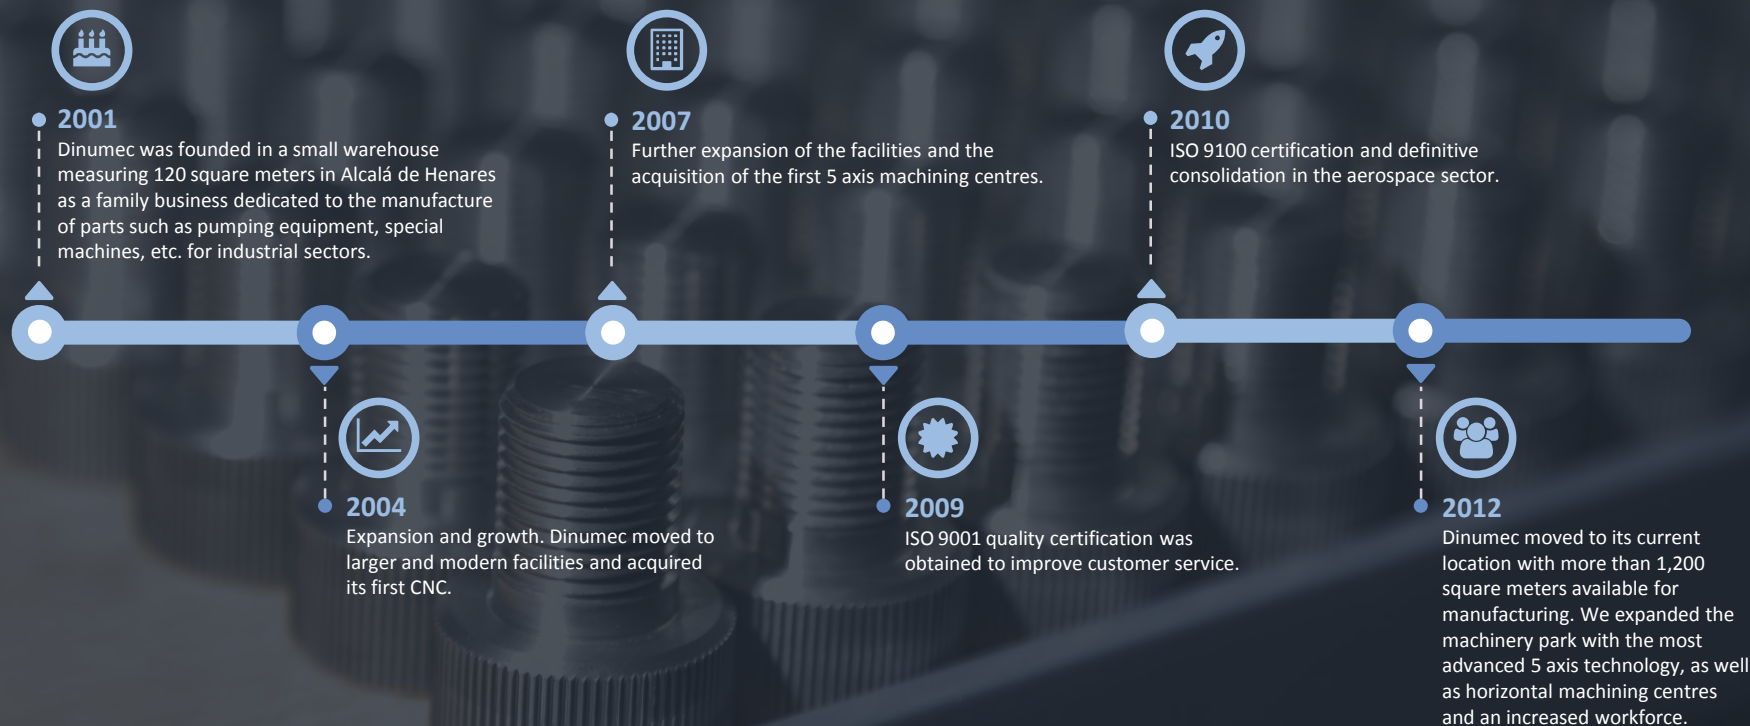 2001
Dinumec was founded in a small warehouse
measuring 120 square meters in Alcalá de Henares
as a family business dedicated to the manufacture
of parts such as pumping equipment, special
machines, etc. for industrial sectors.
2004
Expansion and growth. Dinumec moved to
larger and modern facilities and acquired
its first CNC.
2007
Further expansion of the facilities and the
acquisition of the first 5 axis machining centres.
2009
ISO 9001 quality certification was
obtained to improve customer service.
2010
ISO 9100 certification and definitive
consolidation in the aerospace sector.
2012
Dinumec moved to its current
location with more than 1,200
square meters available for
manufacturing. We expanded the
machinery park with the most
advanced 5 axis technology, as well
as horizontal machining centres
and an increased workforce.